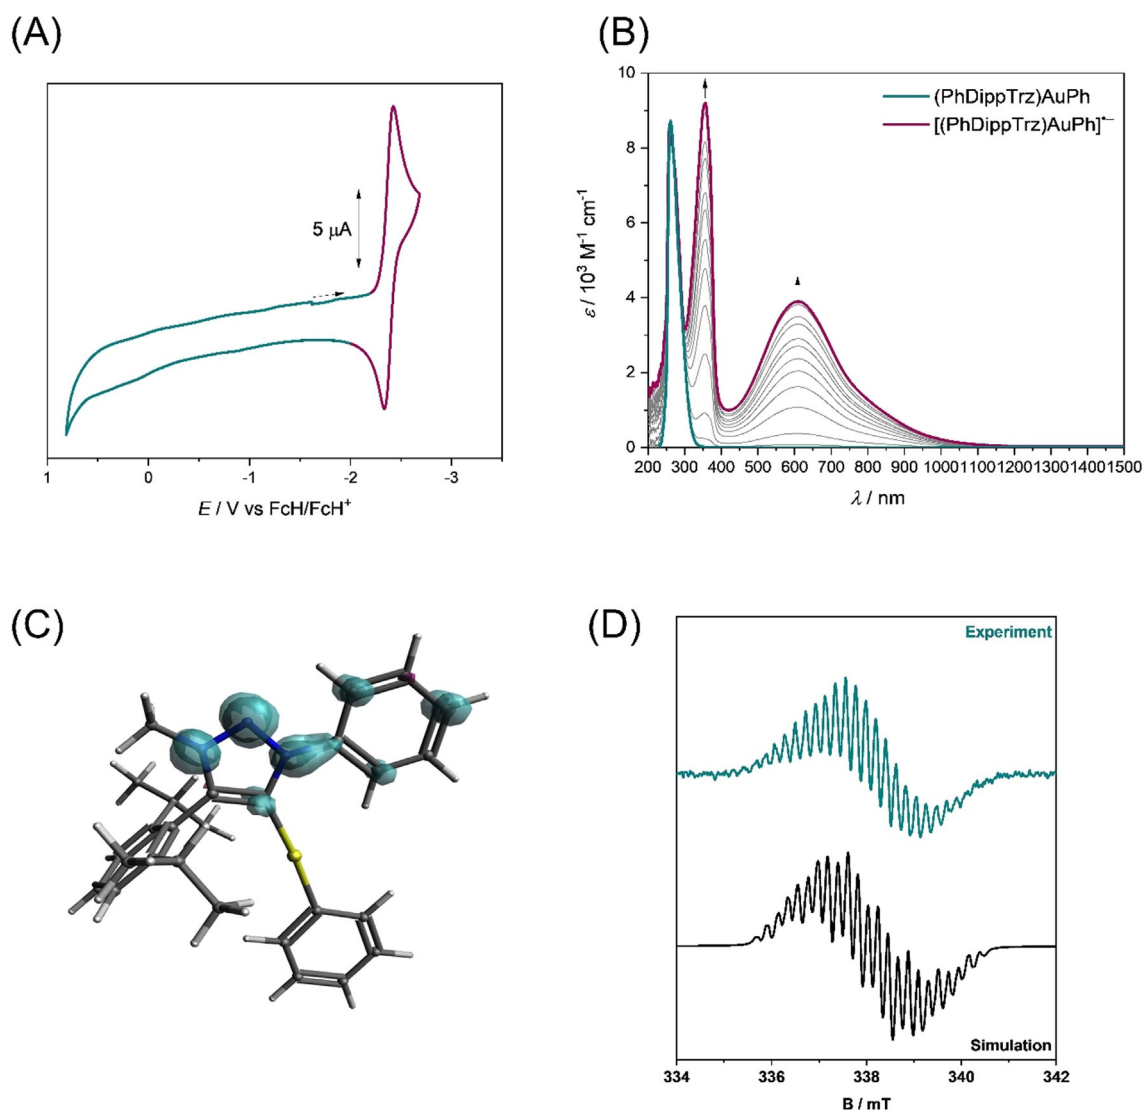 (A)
5 μA
1 0 -1 -2 -3
E / V vs FcH/FcH⁺
(B)
10
8
6
4
2
0
ε / 10³ M⁻¹ cm⁻¹
(PhDippTrz)AuPh
[(PhDippTrz)AuPh]•⁻
200 300 400 500 600 700 800 900 1000 1100 1200 1300 1400 1500
λ / nm
(C)
(D)
Experiment
Simulation
334 336 338 340 342
B / mT